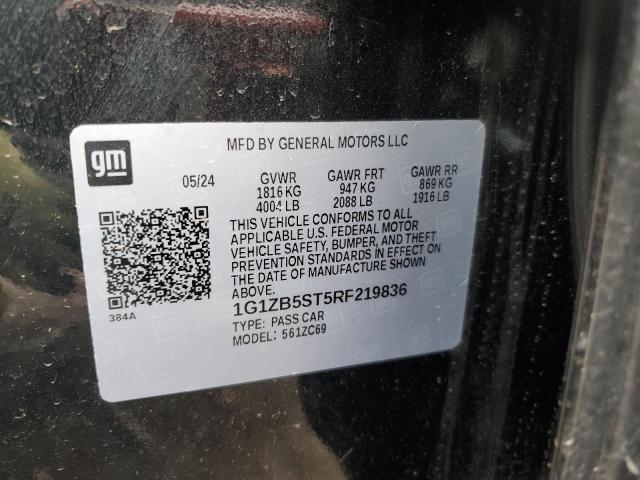 gm
MFD BY GENERAL MOTORS LLC
05/24 GVWR GAWR FRT GAWR RR
1816 KG 947 KG 869 KG
4004 LB 2088 LB 1916 LB
THIS VEHICLE CONFORMS TO ALL
APPLICABLE U.S. FEDERAL MOTOR
VEHICLE SAFETY, BUMPER, AND THEFT
PREVENTION STANDARDS IN EFFECT ON
THE DATE OF MANUFACTURE SHOWN
ABOVE.
384A
1G1ZB5ST5RF219836
TYPE: PASS CAR
MODEL: 561ZC69